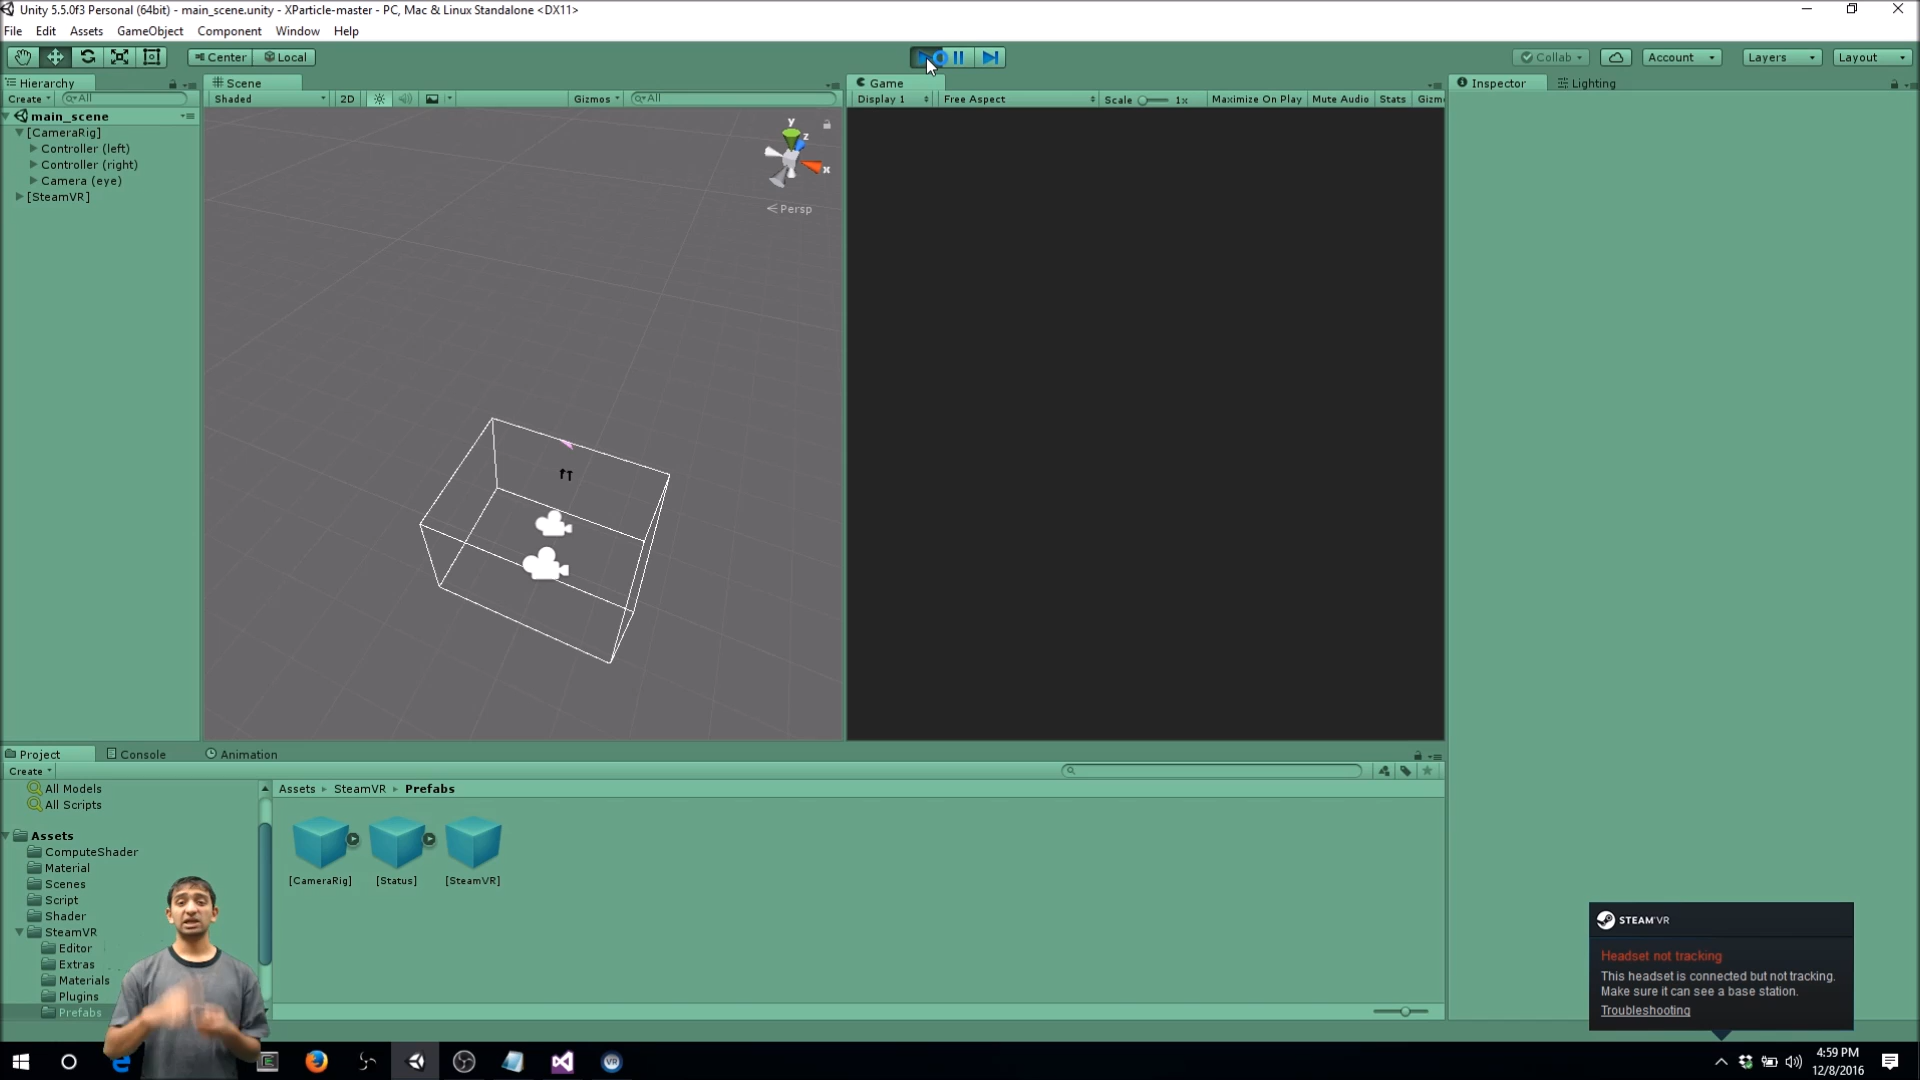 Unity 5.5.0f3 Personal (64bit) - main_scene.unity - XParticle-master - PC, Mac & Linux Standalone <DX11>
File Edit Assets GameObject Component Window Help
Center Local
Collab Account Layers Layout
Hierarchy
Create All
main_scene
[CameraRig]
Controller (left)
Controller (right)
Camera (eye)
[SteamVR]
Scene
Shaded 2D Gizmos All
y
z
x
Persp
Game
Display 1 Free Aspect Scale 1x Maximize On Play Mute Audio Stats Gizm
Inspector Lighting
Project Console Animation
Create
All Models
All Scripts
Assets
ComputeShader
Material
Scenes
Script
Shader
SteamVR
Editor
Extras
Materials
Plugins
Prefabs
Assets SteamVR Prefabs
[CameraRig] [Status] [SteamVR]
STEAMVR
Headset not tracking
This headset is connected but not tracking.
Make sure it can see a base station.
Troubleshooting
4:59 PM
12/8/2016